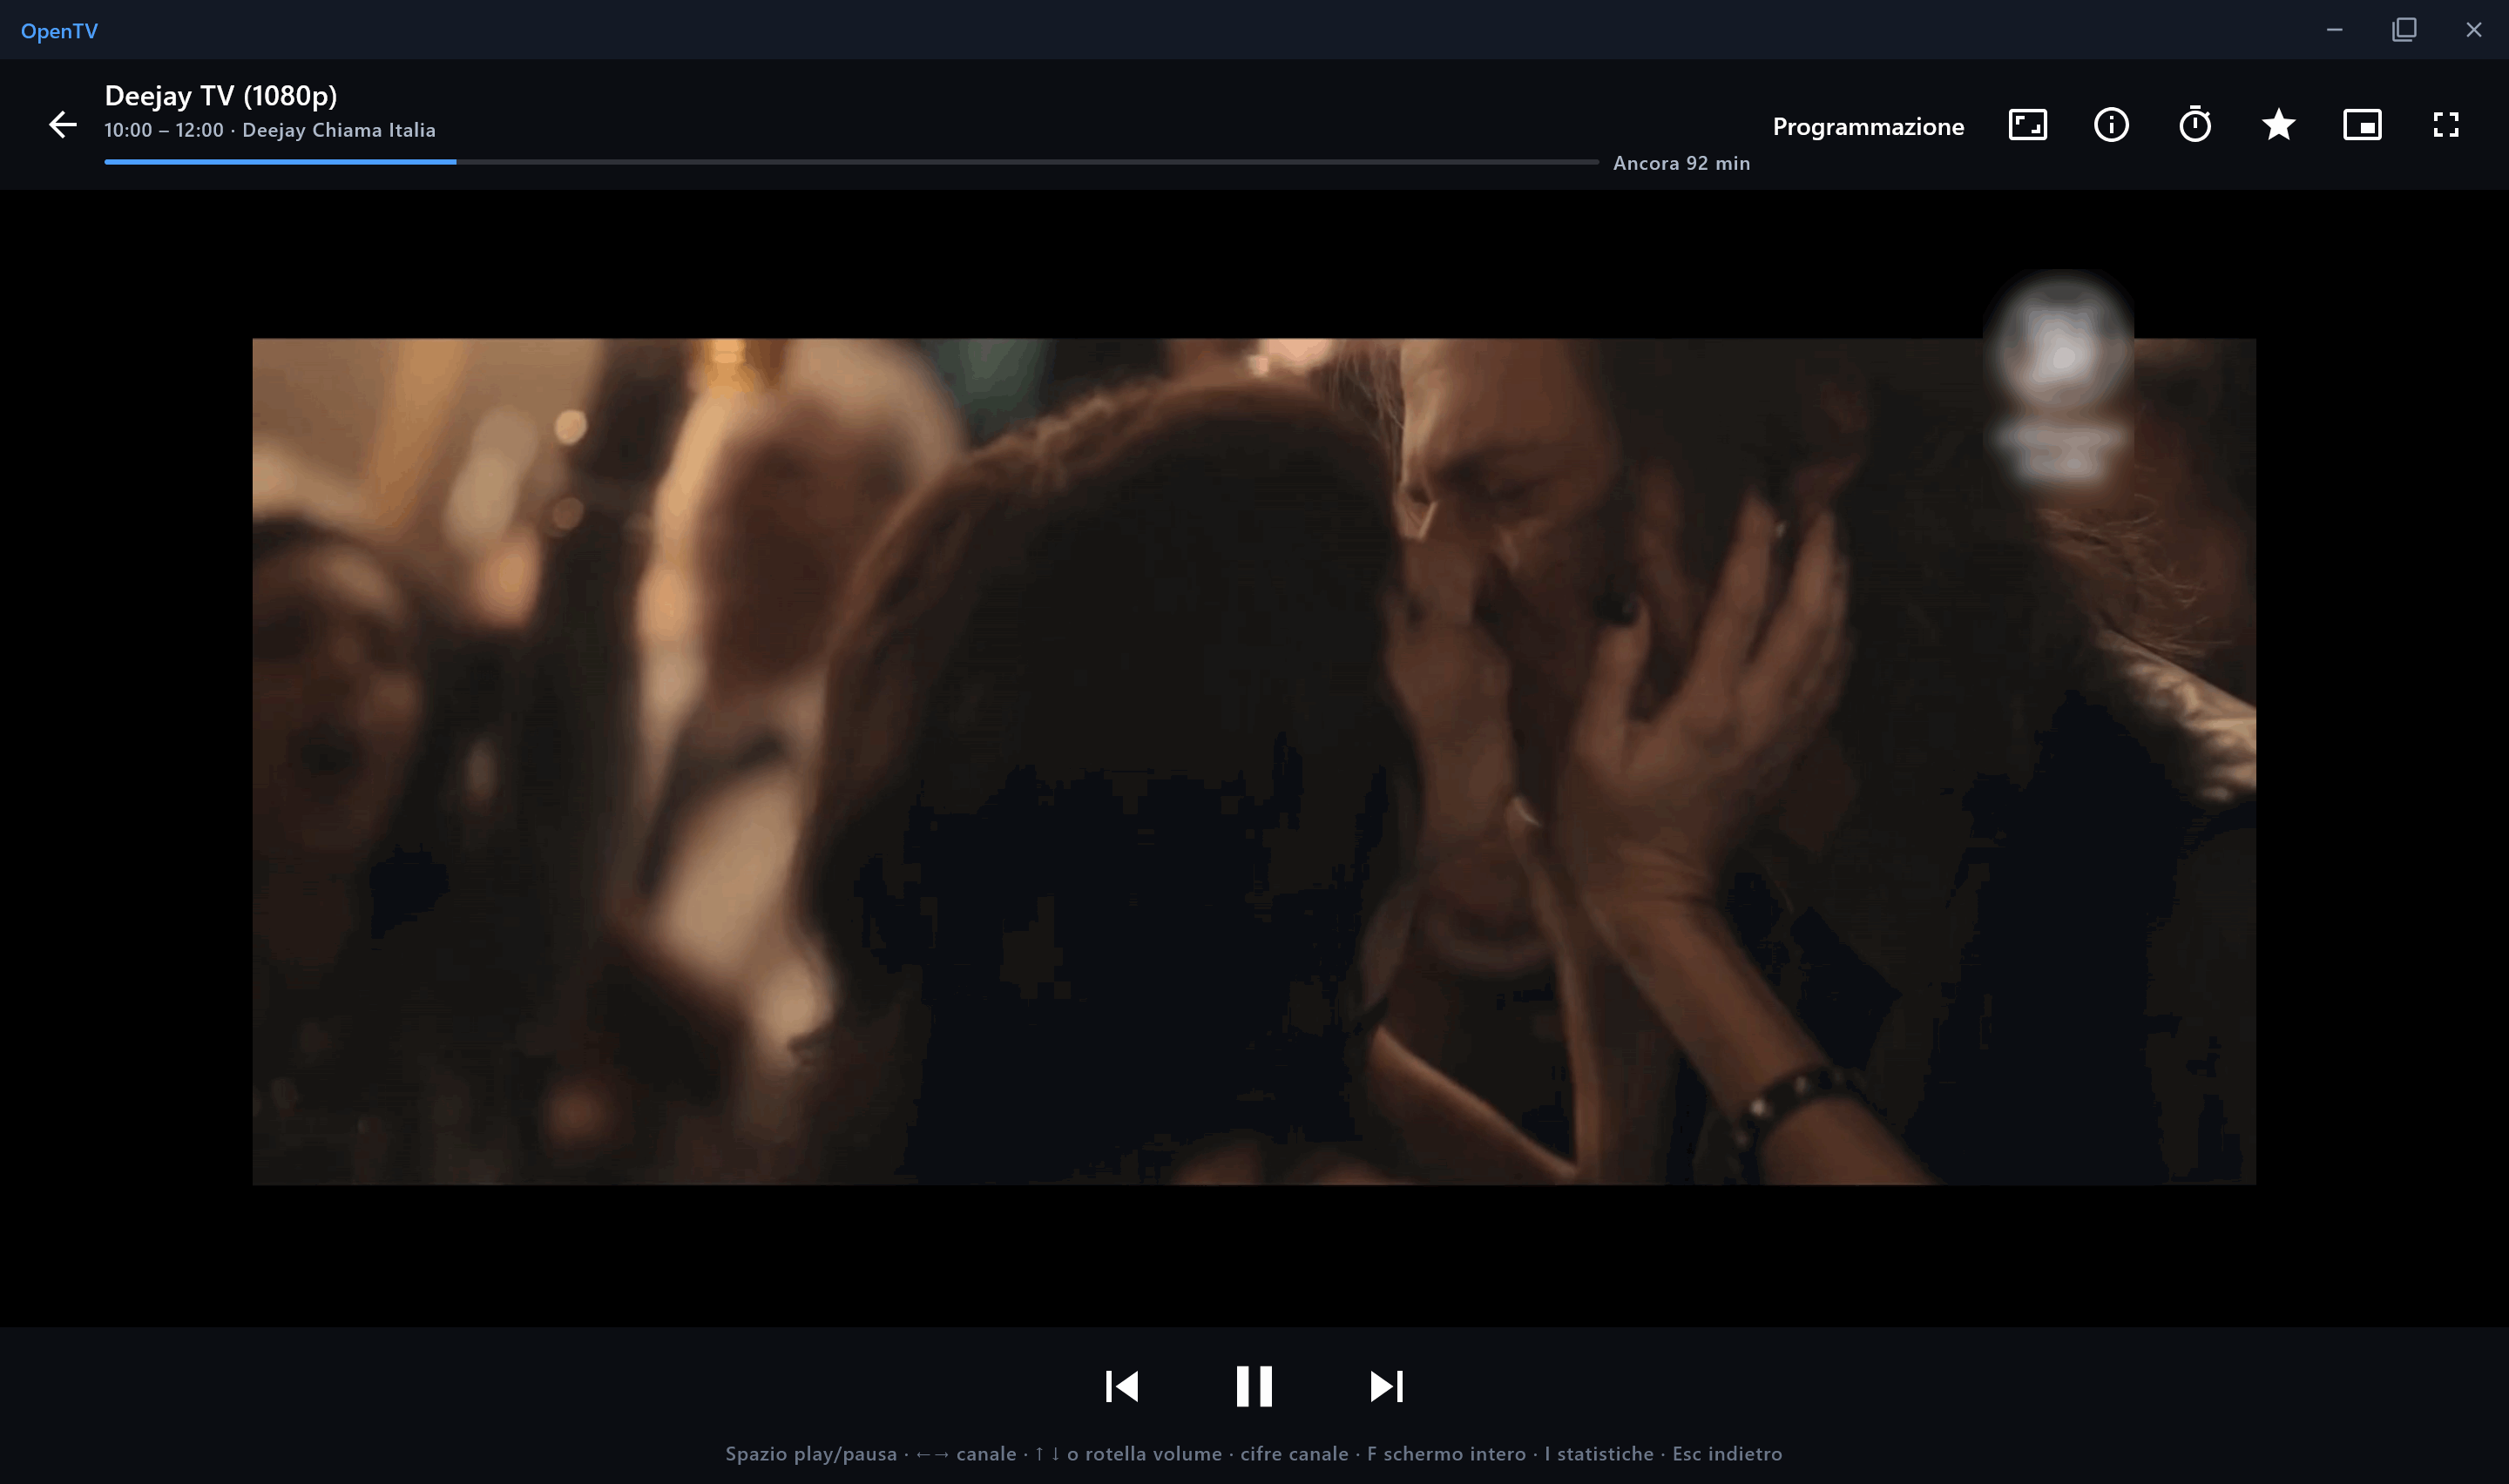 OpenTV
Deejay TV (1080p)
10:00 – 12:00 · Deejay Chiama Italia
Ancora 92 min
Programmazione
Spazio play/pausa · ←→ canale · ↑ ↓ o rotella volume · cifre canale · F schermo intero · I statistiche · Esc indietro